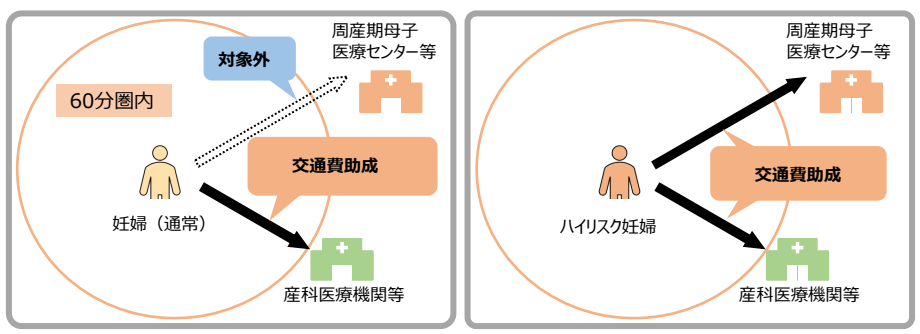 周産期母子
医療センター等
対象外
60分圏内
交通費助成
妊婦（通常）
産科医療機関等
周産期母子
医療センター等
交通費助成
ハイリスク妊婦
産科医療機関等